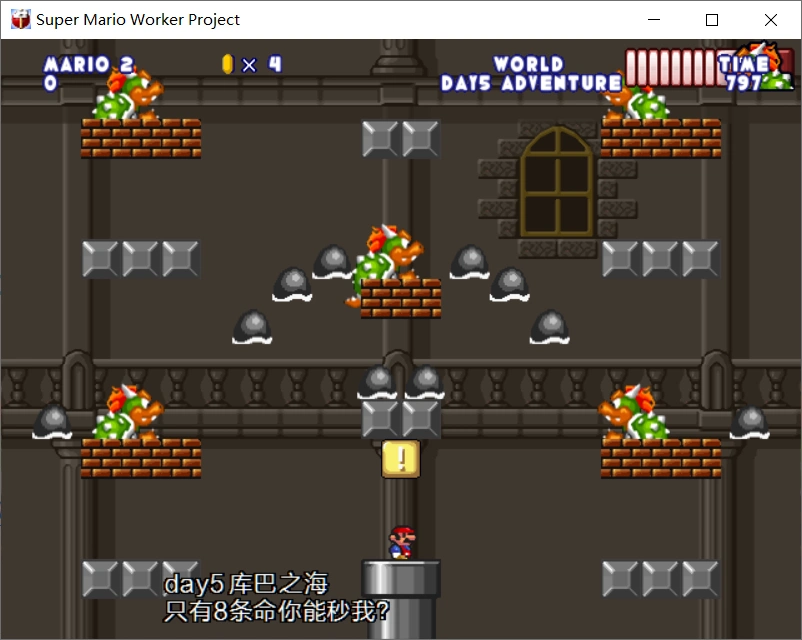 Super Mario Worker Project
MARIO 2
0
× 4
WORLD
DAY5 ADVENTURE
TIME
797
!
day5 库巴之海
只有8条命你能秒我?